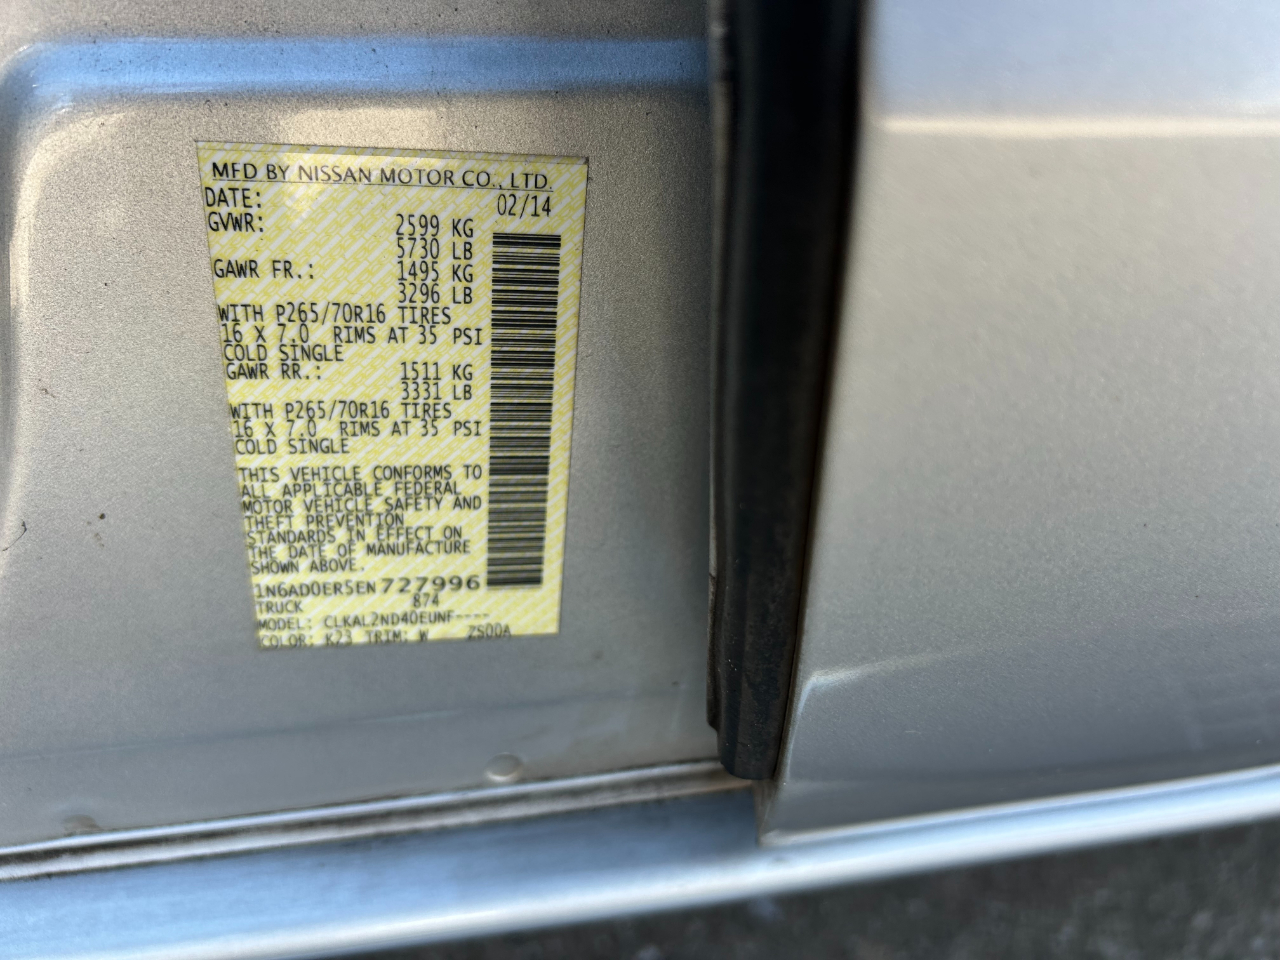 MFD BY NISSAN MOTOR CO., LTD.
DATE: 02/14
GVWR: 2599 KG
5730 LB
GAWR FR.: 1495 KG
3296 LB
WITH P265/70R16 TIRES
16 X 7.0 RIMS AT 35 PSI
COLD SINGLE
GAWR RR.: 1511 KG
3331 LB
WITH P265/70R16 TIRES
16 X 7.0 RIMS AT 35 PSI
COLD SINGLE
THIS VEHICLE CONFORMS TO
ALL APPLICABLE FEDERAL
MOTOR VEHICLE SAFETY AND
THEFT PREVENTION
STANDARDS IN EFFECT ON
THE DATE OF MANUFACTURE
SHOWN ABOVE.
1N6AD0ER5EN727996
TRUCK 874
MODEL: CLKAL2ND40EUNF----
COLOR: K23 TRIM: W ZS00A